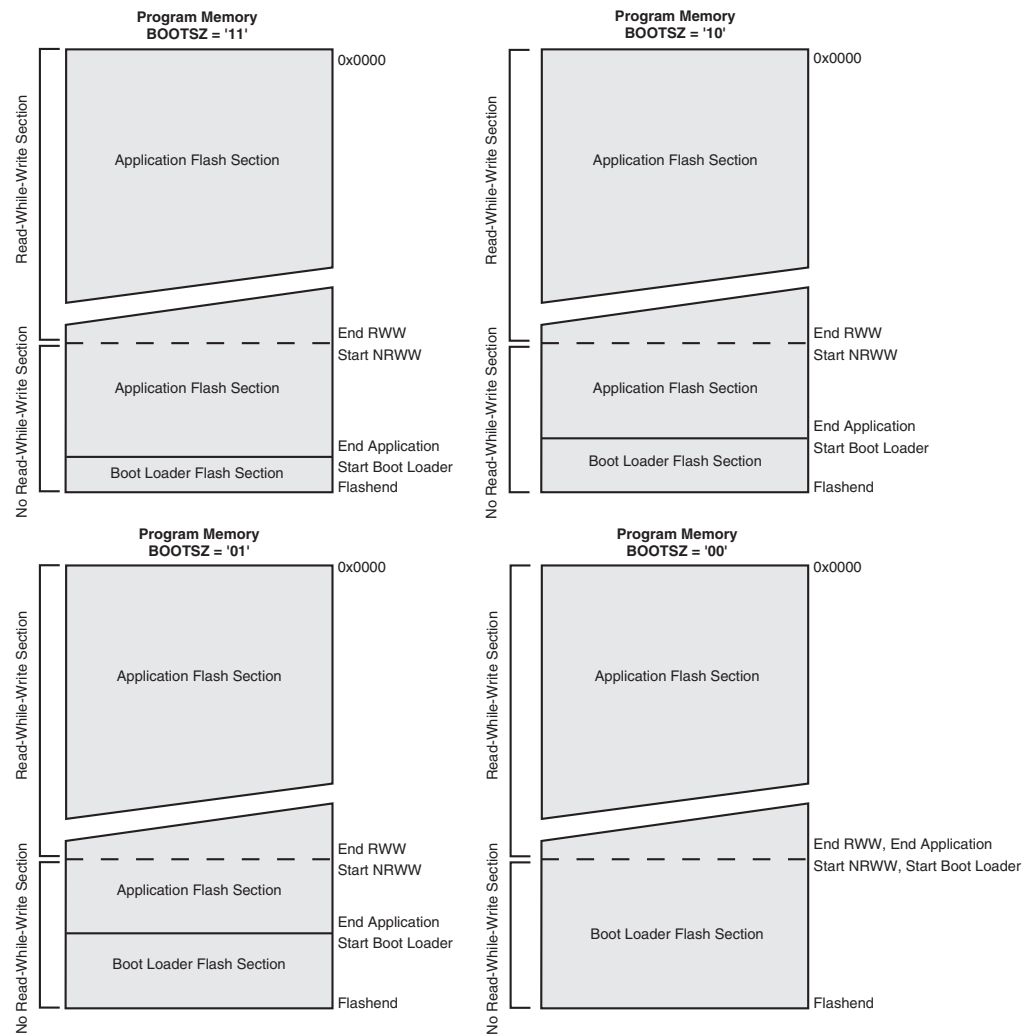 Program Memory
BOOTSZ = '11'
0x0000
Read-While-Write Section
Application Flash Section
End RWW
Start NRWW
No Read-While-Write Section
Application Flash Section
End Application
Start Boot Loader
Boot Loader Flash Section
Flashend
Program Memory
BOOTSZ = '10'
0x0000
Read-While-Write Section
Application Flash Section
End RWW
Start NRWW
No Read-While-Write Section
Application Flash Section
End Application
Start Boot Loader
Boot Loader Flash Section
Flashend
Program Memory
BOOTSZ = '01'
0x0000
Read-While-Write Section
Application Flash Section
End RWW
Start NRWW
No Read-While-Write Section
Application Flash Section
End Application
Start Boot Loader
Boot Loader Flash Section
Flashend
Program Memory
BOOTSZ = '00'
0x0000
Read-While-Write Section
Application Flash Section
End RWW, End Application
Start NRWW, Start Boot Loader
No Read-While-Write Section
Boot Loader Flash Section
Flashend